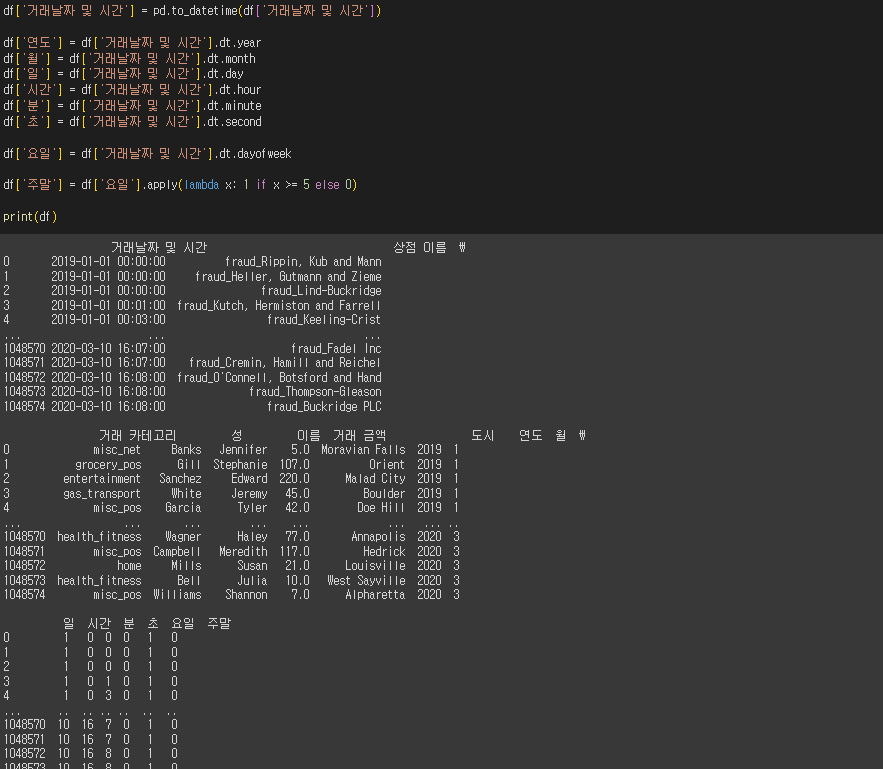 df['거래날짜 및 시간'] = pd.to_datetime(df['거래날짜 및 시간'])
df['연도'] = df['거래날짜 및 시간'].dt.year
df['월'] = df['거래날짜 및 시간'].dt.month
df['일'] = df['거래날짜 및 시간'].dt.day
df['시간'] = df['거래날짜 및 시간'].dt.hour
df['분'] = df['거래날짜 및 시간'].dt.minute
df['초'] = df['거래날짜 및 시간'].dt.second
df['요일'] = df['거래날짜 및 시간'].dt.dayofweek
df['주말'] = df['요일'].apply(lambda x: 1 if x >= 5 else 0)
print(df)
거래날짜 및 시간 상점 이름 \
0 2019-01-01 00:00:00 fraud_Rippin, Kub and Mann
1 2019-01-01 00:00:00 fraud_Heller, Gutmann and Zieme
2 2019-01-01 00:00:00 fraud_Lind-Buckridge
3 2019-01-01 00:01:00 fraud_Kutch, Hermiston and Farrell
4 2019-01-01 00:03:00 fraud_Keeling-Crist
... ... ...
1048570 2020-03-10 16:07:00 fraud_Fadel Inc
1048571 2020-03-10 16:07:00 fraud_Cremin, Hamill and Reichel
1048572 2020-03-10 16:08:00 fraud_O'Connell, Botsford and Hand
1048573 2020-03-10 16:08:00 fraud_Thompson-Gleason
1048574 2020-03-10 16:08:00 fraud_Buckridge PLC
거래 카테고리 성 이름 거래 금액 도시 연도 월 \
0 misc_net Banks Jennifer 5.0 Moravian Falls 2019 1
1 grocery_pos Gill Stephanie 107.0 Orient 2019 1
2 entertainment Sanchez Edward 220.0 Malad City 2019 1
3 gas_transport White Jeremy 45.0 Boulder 2019 1
4 misc_pos Garcia Tyler 42.0 Doe Hill 2019 1
... ... ... ... ... ... ... ..
1048570 health_fitness Wagner Haley 77.0 Annapolis 2020 3
1048571 misc_pos Campbell Meredith 117.0 Hedrick 2020 3
1048572 home Mills Susan 21.0 Louisville 2020 3
1048573 health_fitness Bell Julia 10.0 West Sayville 2020 3
1048574 misc_pos Williams Shannon 7.0 Alpharetta 2020 3
일 시간 분 초 요일 주말
0 1 0 0 0 1 0
1 1 0 0 0 1 0
2 1 0 0 0 1 0
3 1 0 1 0 1 0
4 1 0 3 0 1 0
... .. .. .. .. .. ..
1048570 10 16 7 0 1 0
1048571 10 16 7 0 1 0
1048572 10 16 8 0 1 0
1048573 10 16 8 0 1 0